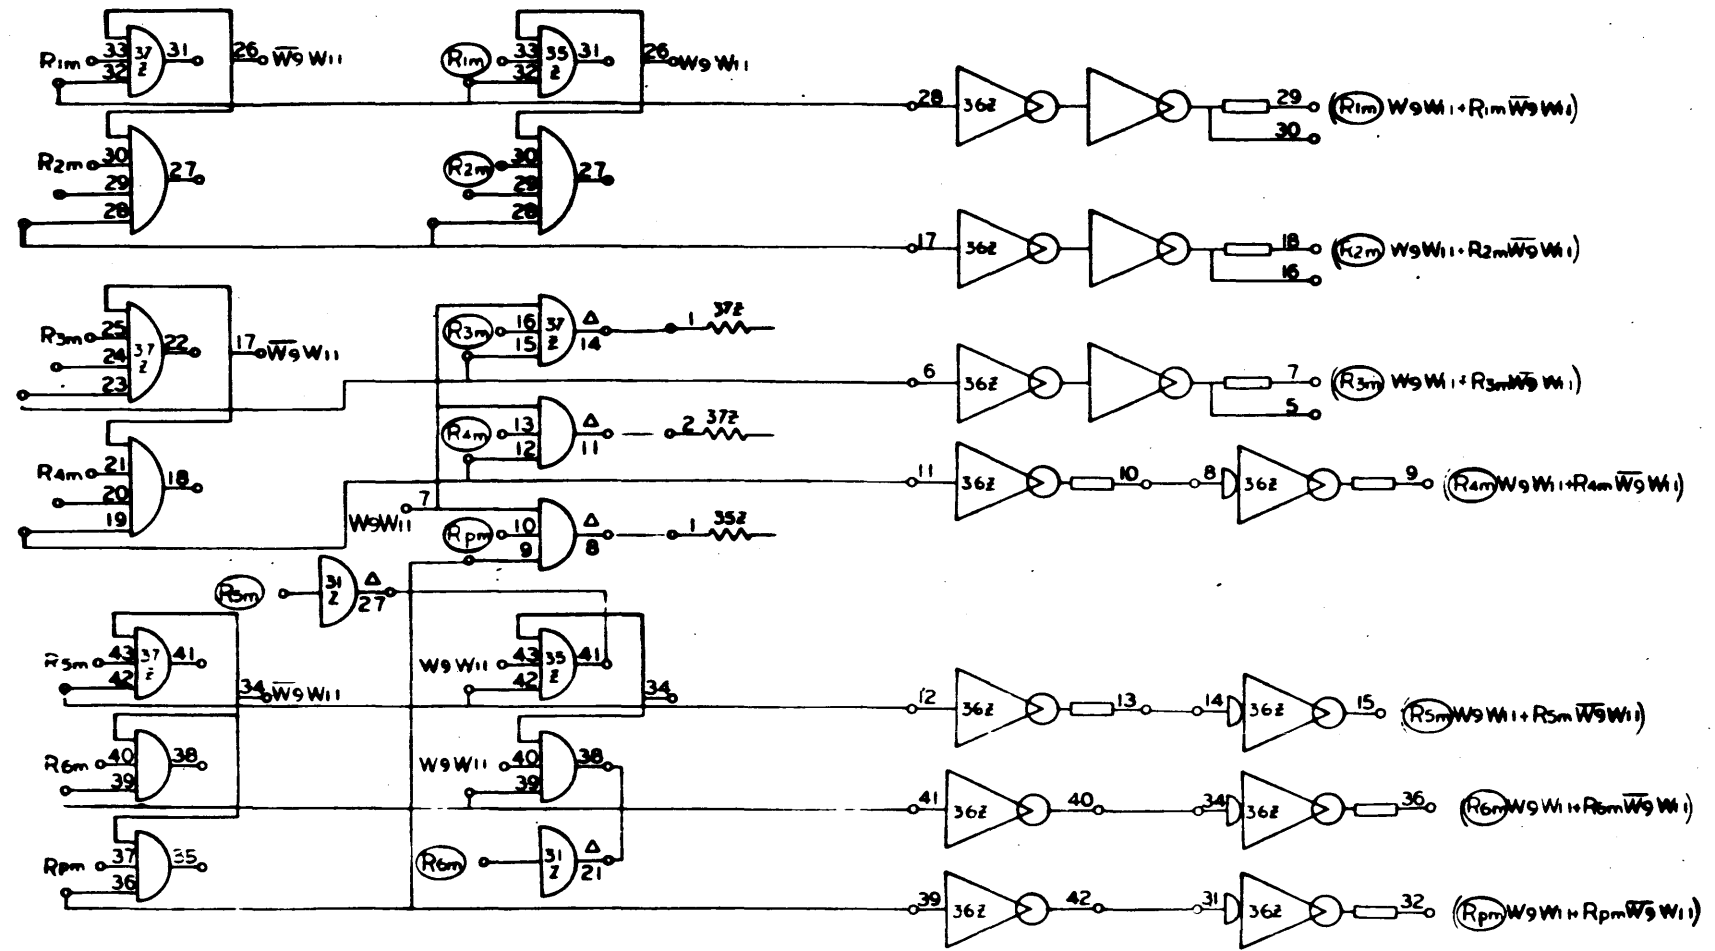 R1m 33 32 37 Z 31 26 W̅9 W11
R1m 33 32 35 Z 31 26 W9 W11
28 36Z 29 30 (R1m W9 W11 + R1m W̅9 W11)
R2m 30 29 28 27
R2m 30 29 28 27
17 36Z 18 16 (R2m W9 W11 + R2m W̅9 W11)
R3m 25 24 23 37 Z 22 17 W̅9 W11
R3m 16 15 37 Z Δ 14 1 37Z
6 36Z 7 5 (R3m W9 W11 + R3m W̅9 W11)
R4m 21 20 19 18
R4m 13 12 Δ 11 2 37Z
11 36Z 10 8 36Z 9 (R4m W9 W11 + R4m W̅9 W11)
W9 W11 7
Rpm 10 9 Δ 8 1 35Z
R5m 31 Z Δ 27
R5m 43 42 37 Z 41 34 W̅9 W11
W9 W11 43 42 35 Z 41 34
12 36Z 13 14 36Z 15 (R5m W9 W11 + R5m W̅9 W11)
R6m 40 39 38
W9 W11 40 39 38
41 36Z 40 34 36Z 36 (R6m W9 W11 + R6m W̅9 W11)
Rpm 37 36 35
R6m 31 Z Δ 21
39 36Z 42 31 36Z 32 (Rpm W9 W11 + Rpm W̅9 W11)